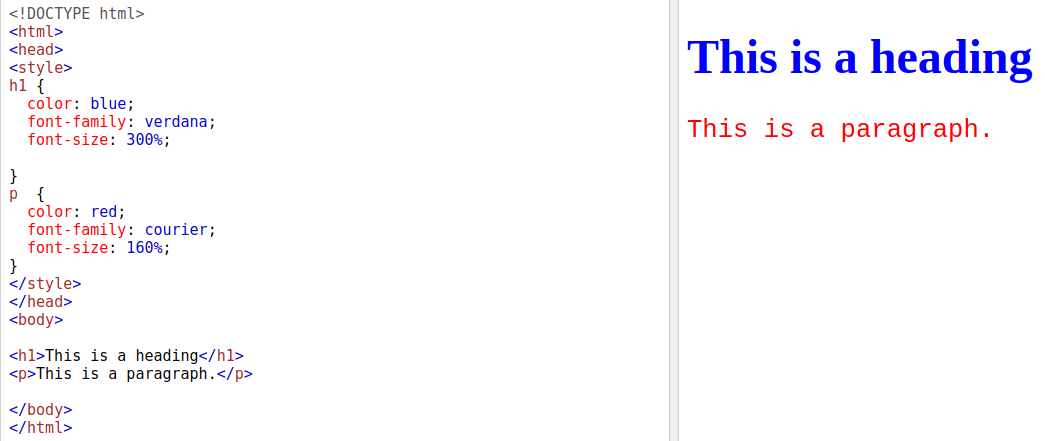 <!DOCTYPE html>
<html>
<head>
<style>
h1 {
  color: blue;
  font-family: verdana;
  font-size: 300%;

}
p  {
  color: red;
  font-family: courier;
  font-size: 160%;
}
</style>
</head>
<body>

<h1>This is a heading</h1>
<p>This is a paragraph.</p>

</body>
</html>
This is a heading
This is a paragraph.